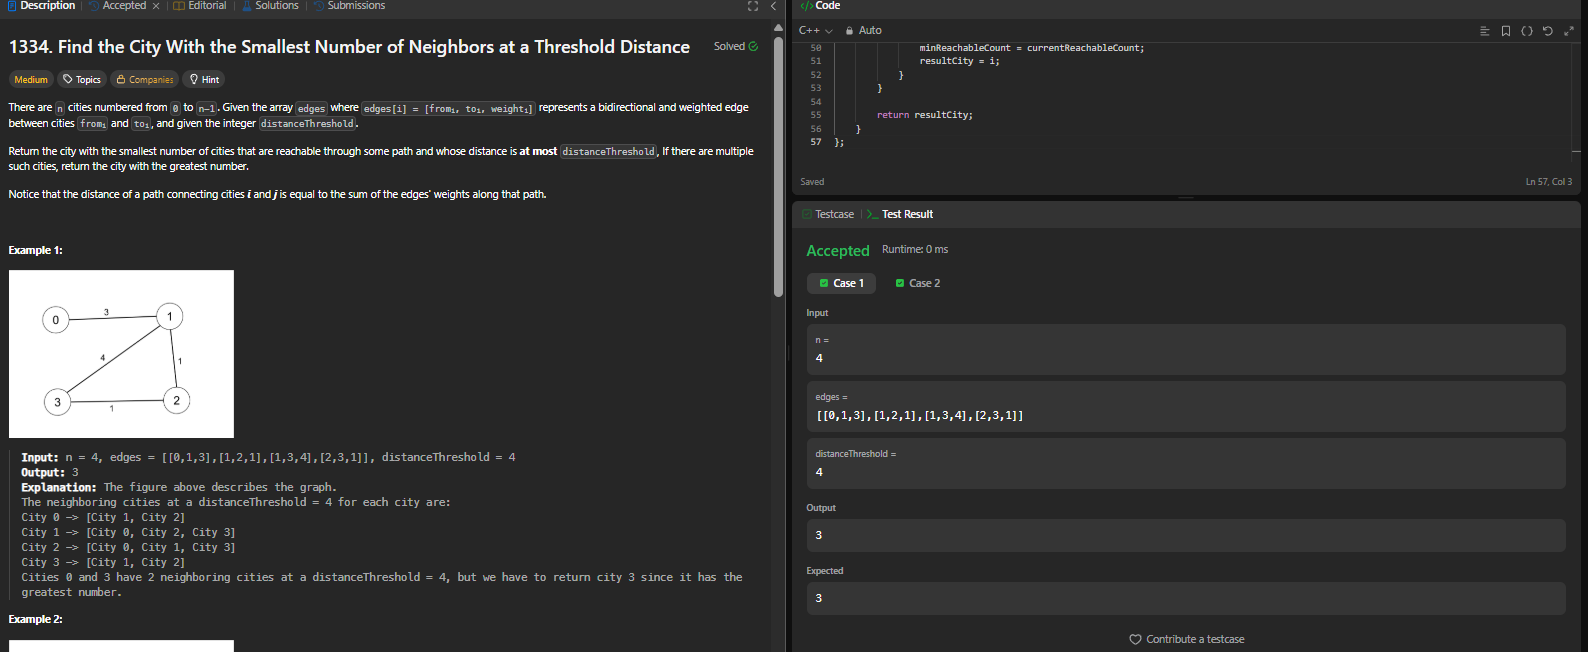 Description
Accepted
Editorial
Solutions
Submissions
1334. Find the City With the Smallest Number of Neighbors at a Threshold Distance
Solved
Medium
Topics
Companies
Hint
There are n cities numbered from 0 to n-1. Given the array edges where edges[i] = [fromᵢ, toᵢ, weightᵢ] represents a bidirectional and weighted edge
between cities fromᵢ and toᵢ, and given the integer distanceThreshold.
Return the city with the smallest number of cities that are reachable through some path and whose distance is at most distanceThreshold, If there are multiple
such cities, return the city with the greatest number.
Notice that the distance of a path connecting cities i and j is equal to the sum of the edges' weights along that path.
Example 1:
0
3
1
4
1
3
1
2
Input: n = 4, edges = [[0,1,3],[1,2,1],[1,3,4],[2,3,1]], distanceThreshold = 4
Output: 3
Explanation: The figure above describes the graph.
The neighboring cities at a distanceThreshold = 4 for each city are:
City 0 -> [City 1, City 2]
City 1 -> [City 0, City 2, City 3]
City 2 -> [City 0, City 1, City 3]
City 3 -> [City 1, City 2]
Cities 0 and 3 have 2 neighboring cities at a distanceThreshold = 4, but we have to return city 3 since it has the
greatest number.
Example 2:
</> Code
C++
Auto
50 minReachableCount = currentReachableCount;
51 resultCity = i;
52 }
53 }
54
55 return resultCity;
56 }
57 };
Saved
Ln 57, Col 3
Testcase
>_ Test Result
Accepted
Runtime: 0 ms
Case 1
Case 2
Input
n =
4
edges =
[[0,1,3],[1,2,1],[1,3,4],[2,3,1]]
distanceThreshold =
4
Output
3
Expected
3
Contribute a testcase